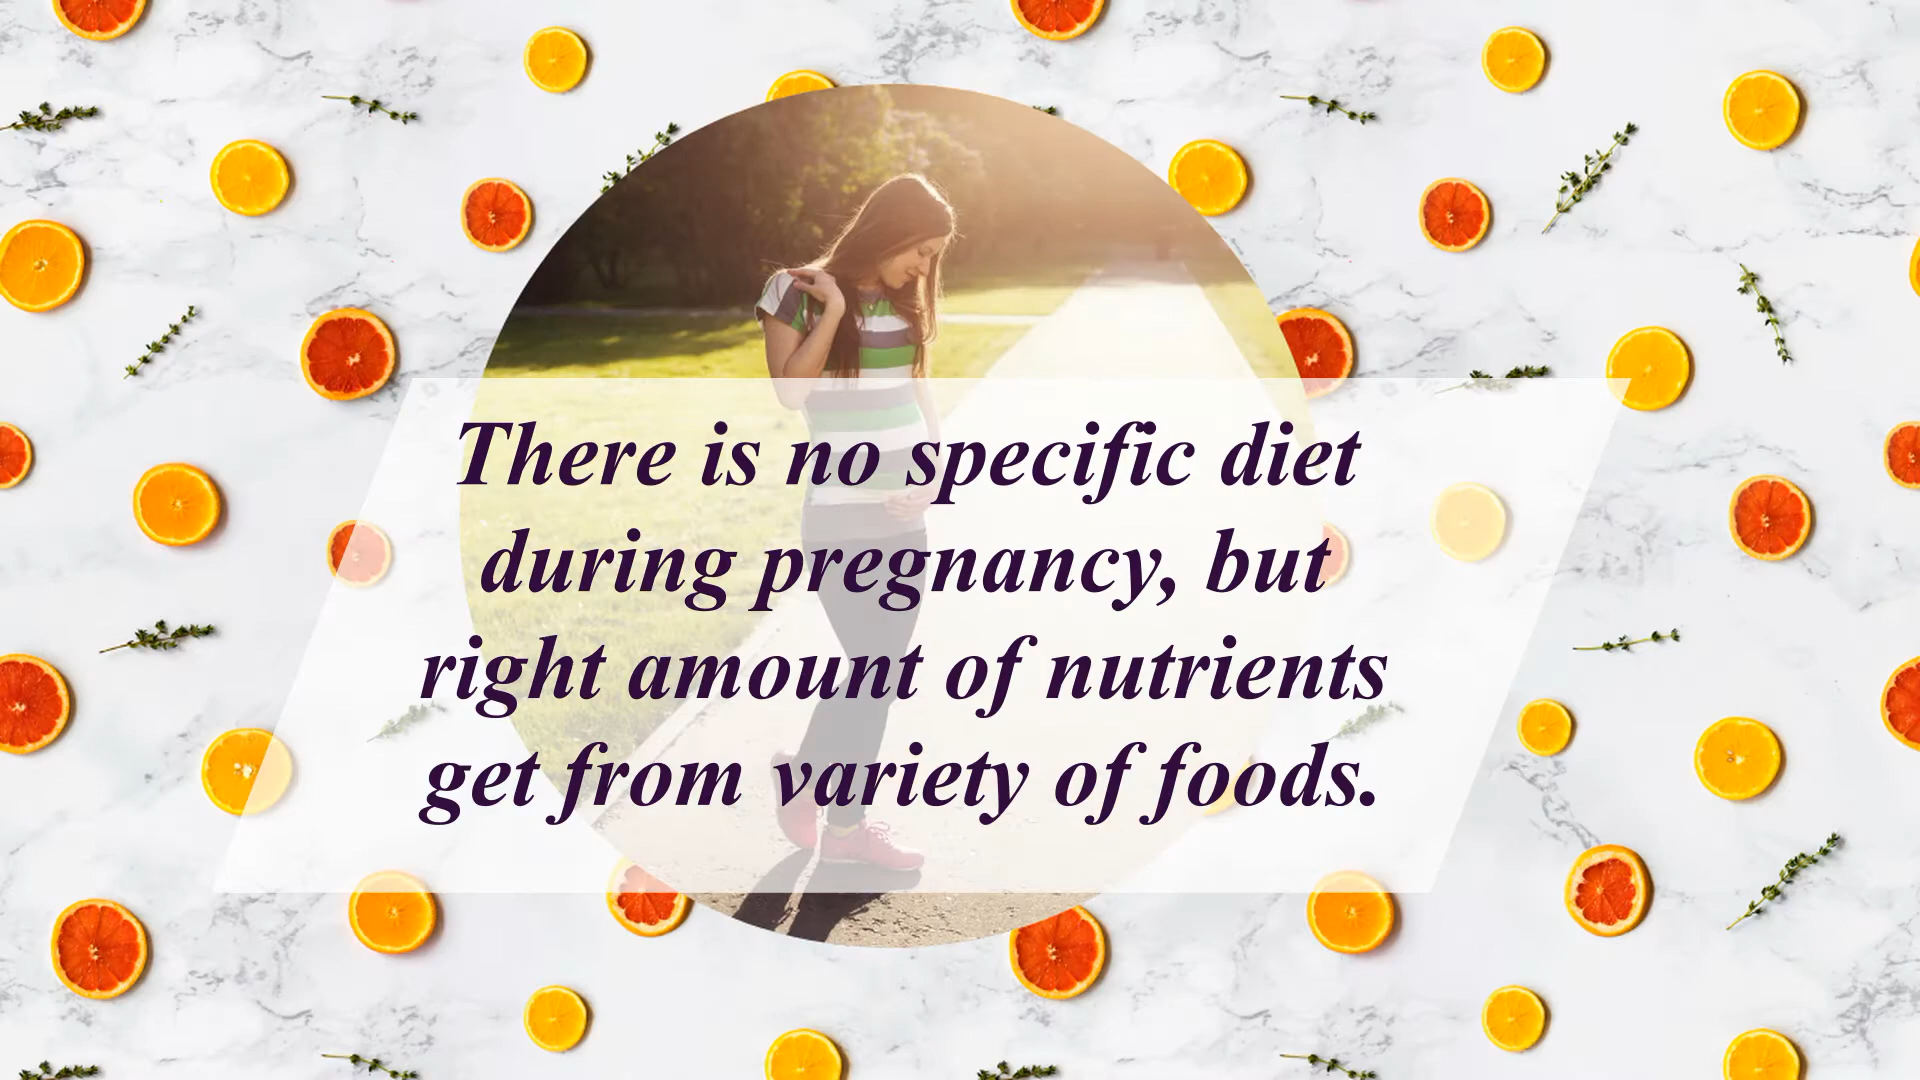 There is no specific diet
during pregnancy, but
right amount of nutrients
get from variety of foods.